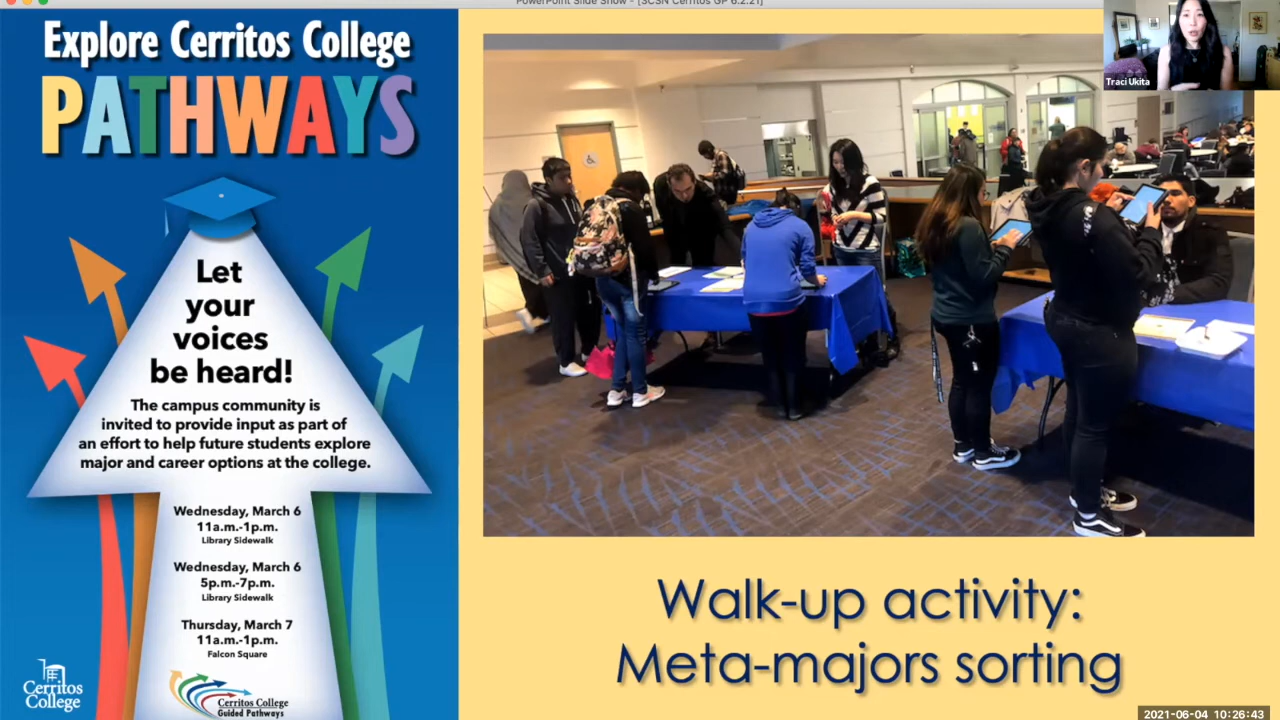 PowerPoint Slide Show - [SCSN Cerritos GP 6.2.21]
Explore Cerritos College
PATHWAYS
Let
your
voices
be heard!
The campus community is
invited to provide input as part of
an effort to help future students explore
major and career options at the college.
Wednesday, March 6
11a.m.-1p.m.
Library Sidewalk
Wednesday, March 6
5p.m.-7p.m.
Library Sidewalk
Thursday, March 7
11a.m.-1p.m.
Falcon Square
Cerritos
College
Cerritos College
Guided Pathways
Traci Ukita
Walk-up activity:
Meta-majors sorting
2021-06-04 10:26:43